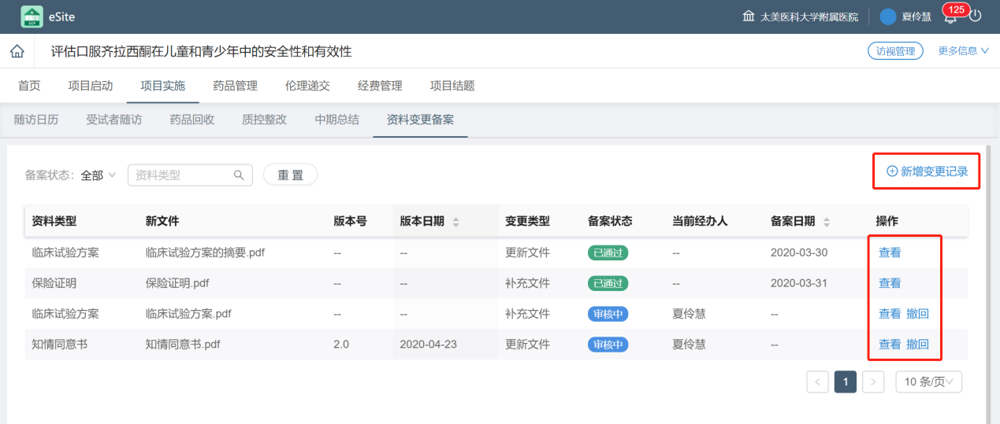 eSite 太美医科大学附属医院 夏伶慧 125
评估口服齐拉西酮在儿童和青少年中的安全性和有效性 访视管理 更多信息
首页 项目启动 项目实施 药品管理 伦理递交 经费管理 项目结题
随访日历 受试者随访 药品回收 质控整改 中期总结 资料变更备案
备案状态: 全部 资料类型 重 置 新增变更记录
资料类型 新文件 版本号 版本日期 变更类型 备案状态 当前经办人 备案日期 操作
临床试验方案 临床试验方案的摘要.pdf -- -- 更新文件 已通过 -- 2020-03-30 查看
保险证明 保险证明.pdf -- -- 补充文件 已通过 -- 2020-03-31 查看
临床试验方案 临床试验方案.pdf -- -- 补充文件 审核中 夏伶慧 -- 查看 撤回
知情同意书 知情同意书.pdf 2.0 2020-04-23 更新文件 审核中 夏伶慧 -- 查看 撤回
< 1 > 10 条/页